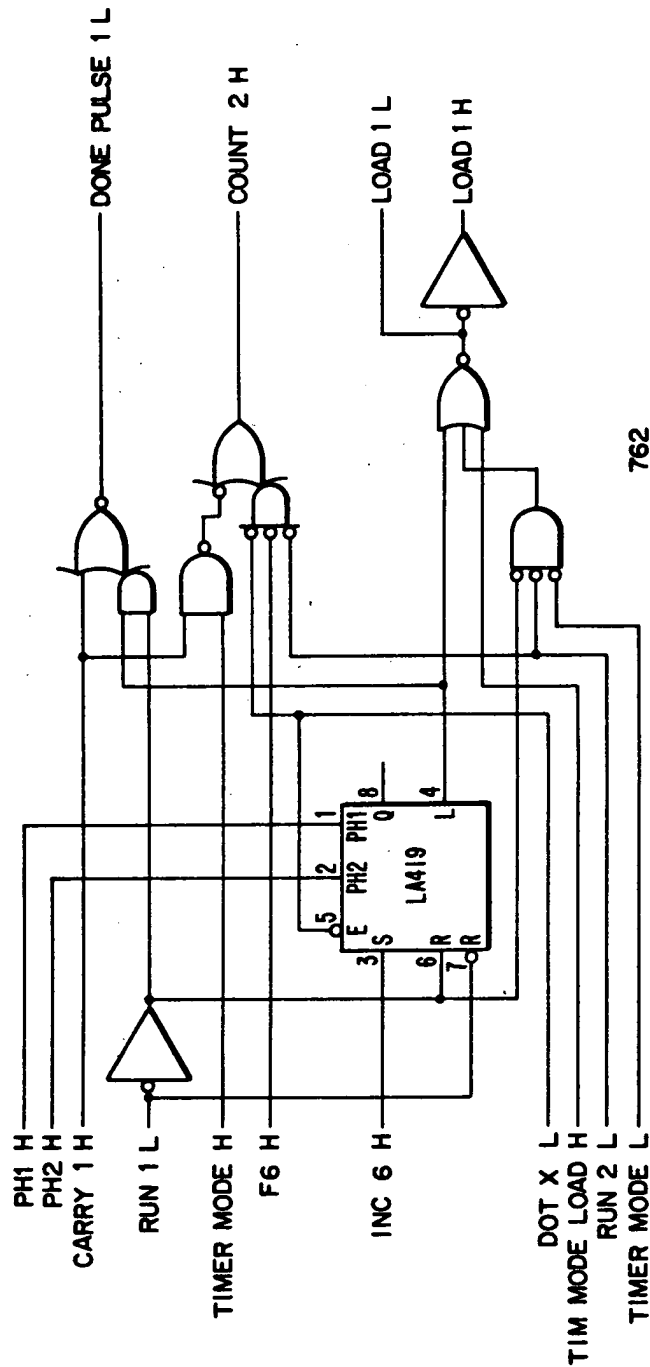 PH1 H
PH2 H
CARRY 1 H
RUN 1 L
TIMER MODE H
F6 H
INC 6 H
DOT X L
TIM MODE LOAD H
RUN 2 L
TIMER MODE L
3 S
5 E
2 PH2
1 PH1
6 R
7 R
LA419
Q 8
L 4
DONE PULSE 1 L
COUNT 2 H
LOAD 1 L
LOAD 1 H
762